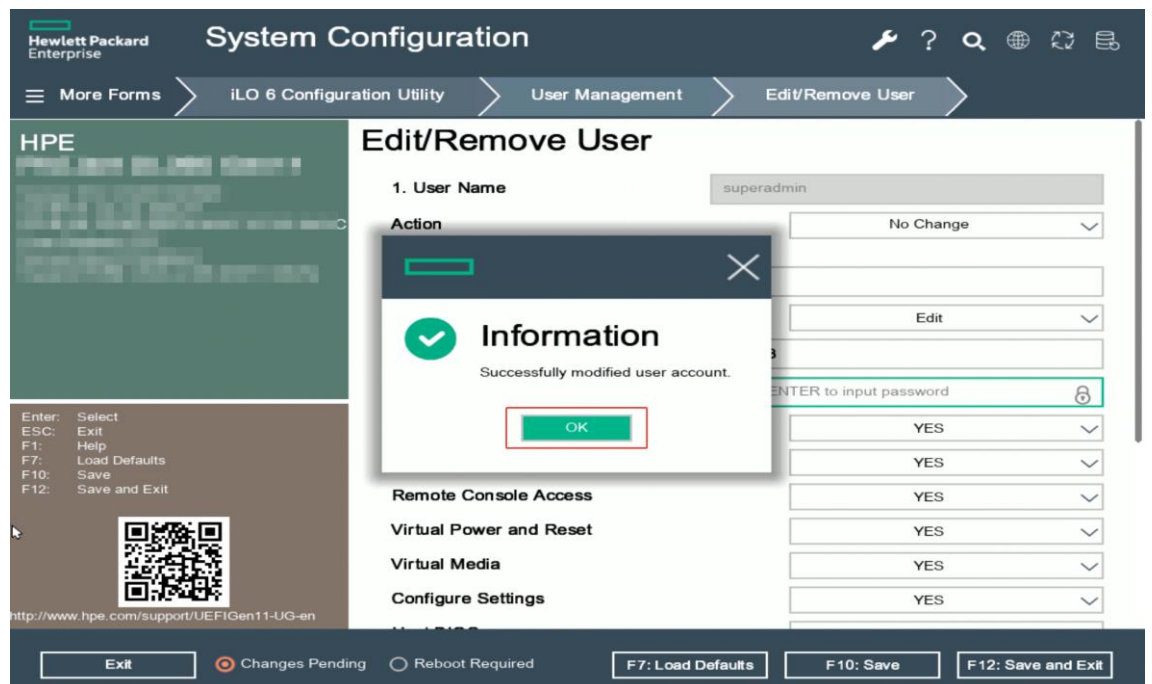 Hewlett Packard
Enterprise
System Configuration
?
More Forms
iLO 6 Configuration Utility
User Management
Edit/Remove User
HPE
Edit/Remove User
1. User Name
superadmin
Action
No Change
Edit
Information
Successfully modified user account.
ENTER to input password
OK
YES
YES
Remote Console Access
YES
Virtual Power and Reset
YES
Virtual Media
YES
Configure Settings
YES
Enter: Select
ESC: Exit
F1: Help
F7: Load Defaults
F10: Save
F12: Save and Exit
http://www.hpe.com/support/UEFIGen11-UG-en
Exit
Changes Pending
Reboot Required
F7: Load Defaults
F10: Save
F12: Save and Exit